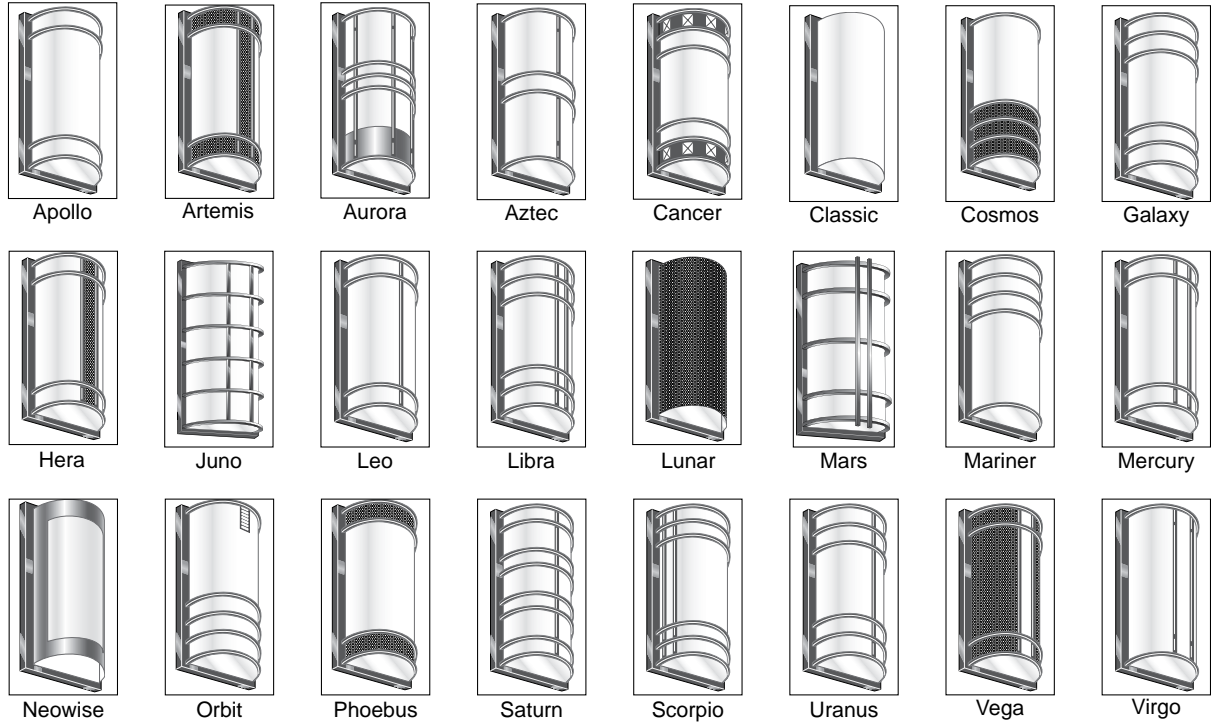 Apollo Artemis Aurora Aztec Cancer Classic Cosmos Galaxy
Hera Juno Leo Libra Lunar Mars Mariner Mercury
Neowise Orbit Phoebus Saturn Scorpio Uranus Vega Virgo